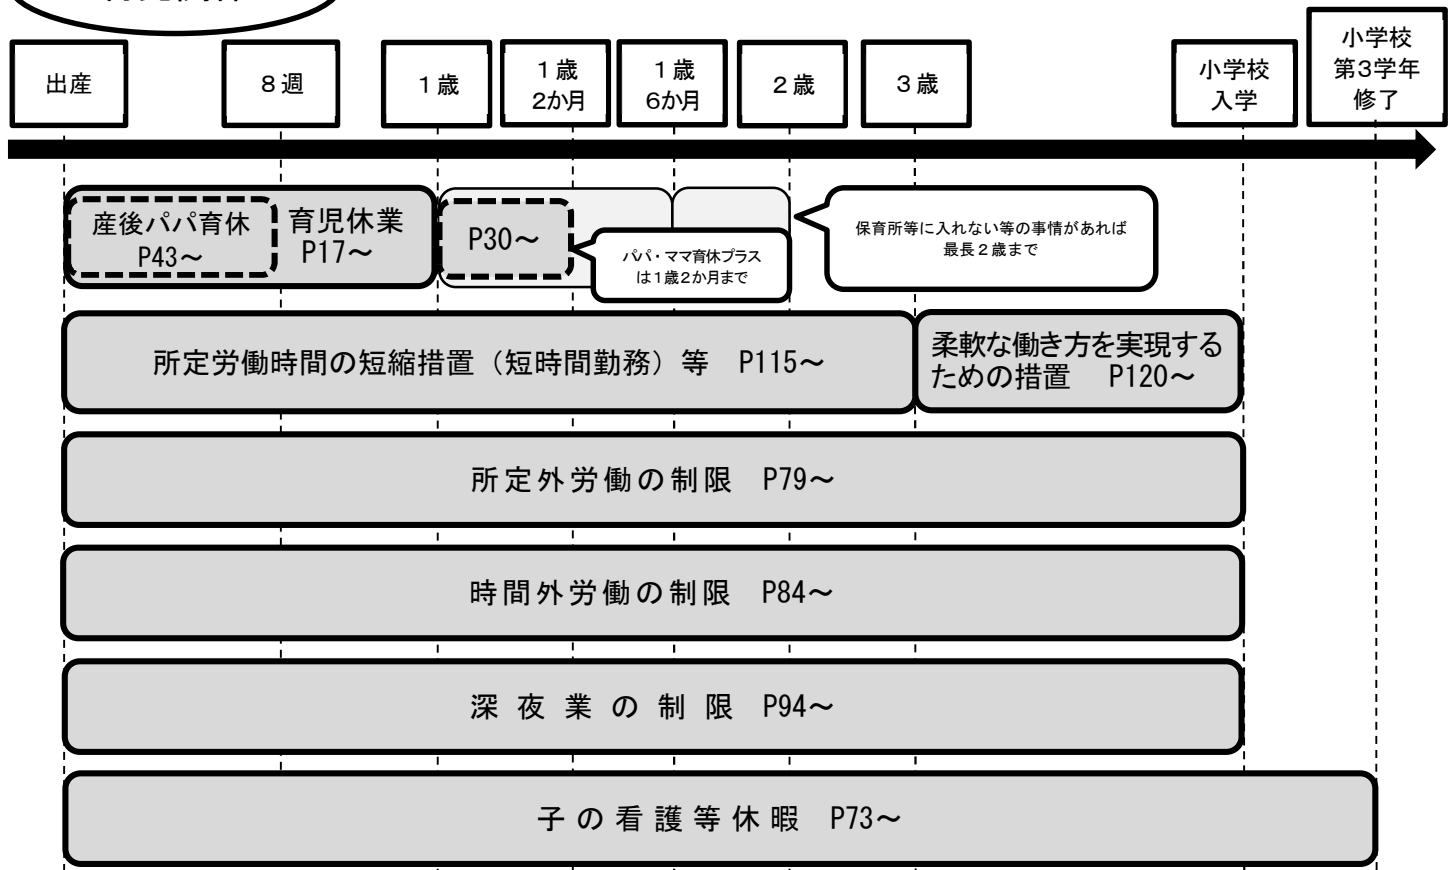 出産
８週
１歳
１歳
2か月
１歳
6か月
２歳
３歳
小学校
入学
小学校
第3学年
修了
産後パパ育休
P43～
育児休業
P17～
P30～
パパ・ママ育休プラス
は１歳２か月まで
保育所等に入れない等の事情があれば
最長２歳まで
所定労働時間の短縮措置（短時間勤務）等　P115～
柔軟な働き方を実現する
ための措置　P120～
所定外労働の制限　P79～
時間外労働の制限　P84～
深夜業の制限　P94～
子の看護等休暇　P73～